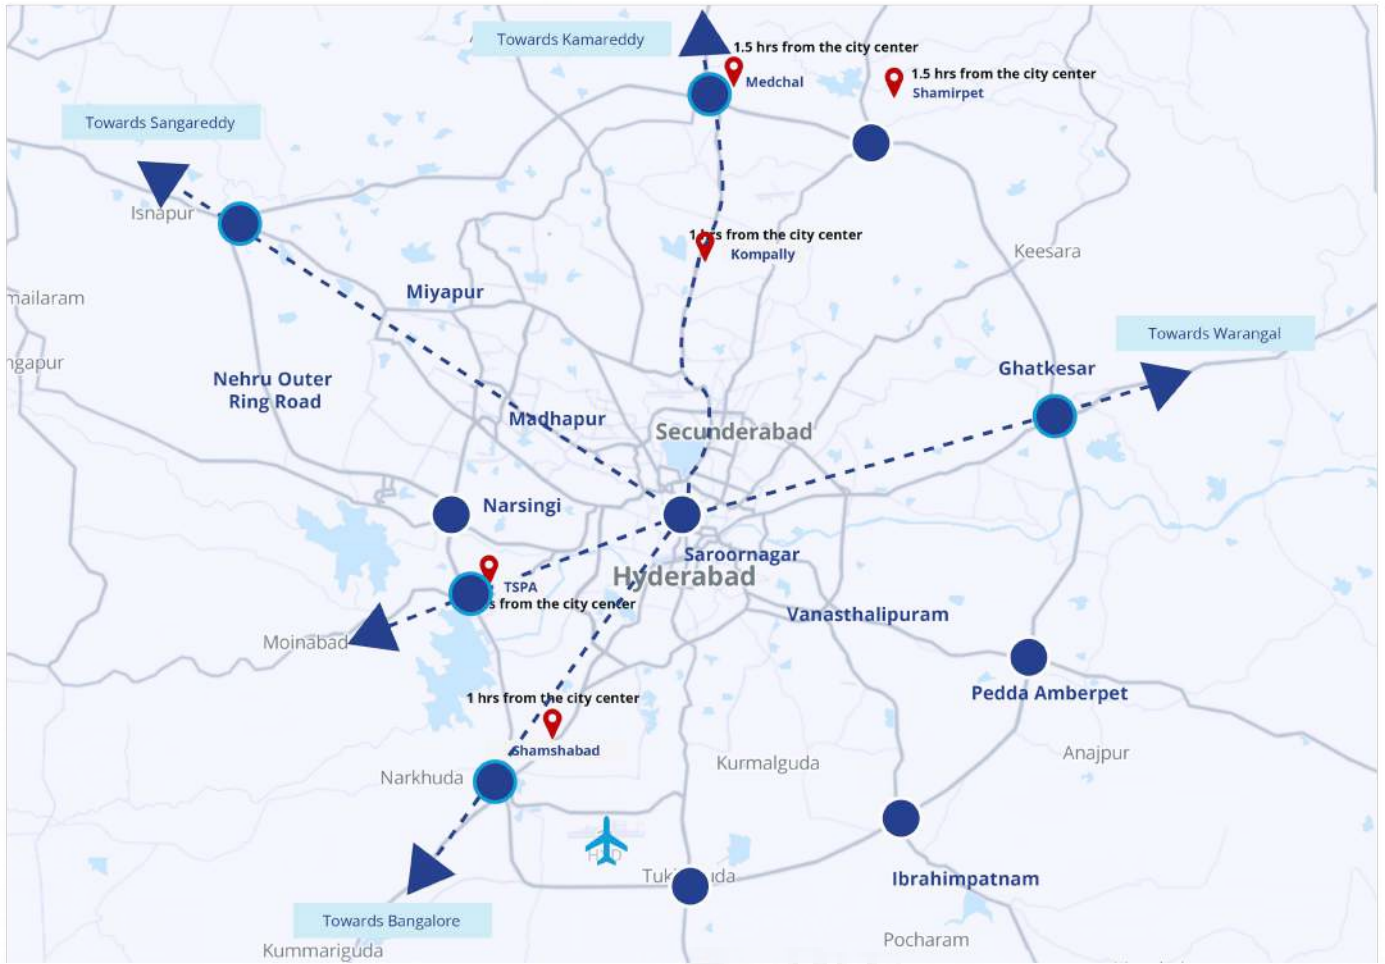 Towards Kamareddy
1.5 hrs from the city center
Medchal
1.5 hrs from the city center
Shamirpet
Towards Sangareddy
Isnapur
1 hrs from the city center
Kompally
Keesara
Miyapur
mailaram
Towards Warangal
ngapur
Ghatkesar
Nehru Outer
Ring Road
Madhapur
Secunderabad
Narsingi
Saroornagar
Hyderabad
TSPA
s from the city center
Vanasthalipuram
Moinabad
Pedda Amberpet
1 hrs from the city center
Shamshabad
Anajpur
Kurmalguda
Narkhuda
Ibrahimpatnam
Towards Bangalore
Pocharam
Kummariguda